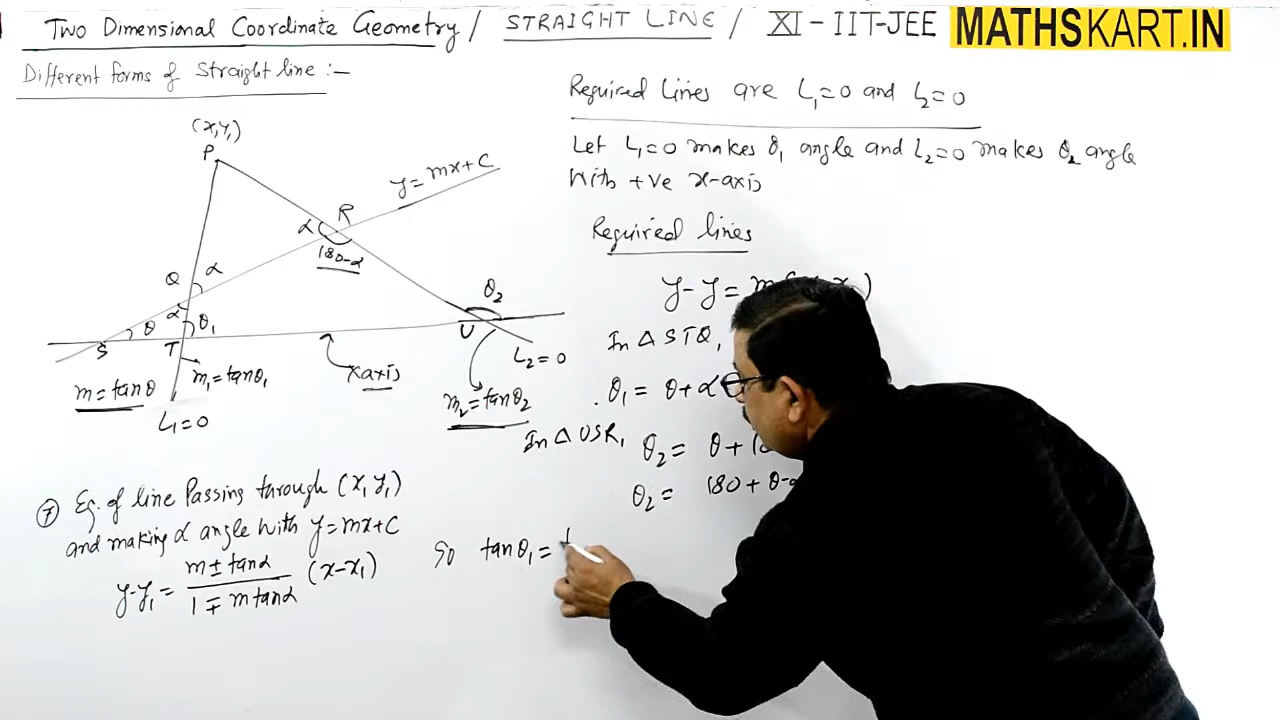 Two Dimensional Coordinate Geometry / STRAIGHT LINE / XI - IIT-JEE MATHSKART.IN
Different forms of straight line :-
(x,y,)
P
y = mx + C
R
α
180-α
Q
α
α
θ
θ₁
S
T
θ₂
U
L₂ = 0
m = tanθ
m₁ = tanθ₁
x axis
m₂ = tanθ₂
L₁ = 0
⑦ Eq. of line Passing through (x, y₁)
and making α angle with y = mx + C
y-y₁ = m ± tanα / 1 ∓ m tanα (x-x₁)
Required Lines are L₁ = 0 and L₂ = 0
Let L₁ = 0 makes θ₁ angle and L₂ = 0 makes θ₂ angle
with +ve x-axis
Required lines
y - y =
In Δ STQ,
θ₁ = θ + α
In Δ USR,
θ₂ = θ +
θ₂ = 180 + θ-α
So tanθ₁ =